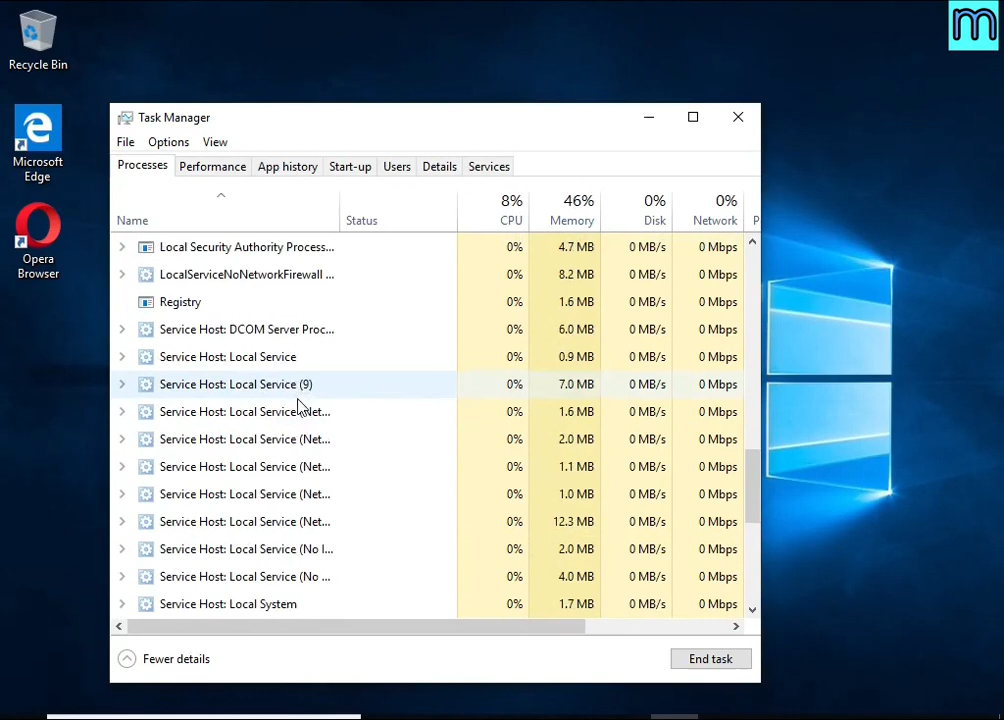 m
Recycle Bin
Microsoft
Edge
Opera
Browser
Task Manager
File Options View
Processes Performance App history Start-up Users Details Services
8% 46% 0% 0%
Name Status CPU Memory Disk Network P
Local Security Authority Process... 0% 4.7 MB 0 MB/s 0 Mbps
LocalServiceNoNetworkFirewall ... 0% 8.2 MB 0 MB/s 0 Mbps
Registry 0% 1.6 MB 0 MB/s 0 Mbps
Service Host: DCOM Server Proc... 0% 6.0 MB 0 MB/s 0 Mbps
Service Host: Local Service 0% 0.9 MB 0 MB/s 0 Mbps
Service Host: Local Service (9) 0% 7.0 MB 0 MB/s 0 Mbps
Service Host: Local Service (Net... 0% 1.6 MB 0 MB/s 0 Mbps
Service Host: Local Service (Net... 0% 2.0 MB 0 MB/s 0 Mbps
Service Host: Local Service (Net... 0% 1.1 MB 0 MB/s 0 Mbps
Service Host: Local Service (Net... 0% 1.0 MB 0 MB/s 0 Mbps
Service Host: Local Service (Net... 0% 12.3 MB 0 MB/s 0 Mbps
Service Host: Local Service (No I... 0% 2.0 MB 0 MB/s 0 Mbps
Service Host: Local Service (No ... 0% 4.0 MB 0 MB/s 0 Mbps
Service Host: Local System 0% 1.7 MB 0 MB/s 0 Mbps
Fewer details End task